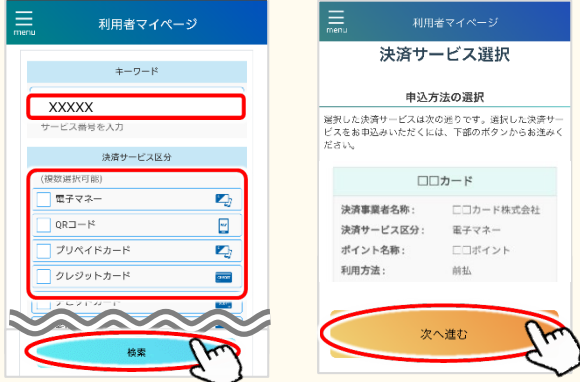 menu
利用者マイページ
キーワード
XXXXX
サービス番号を入力
決済サービス区分
(複数選択可能)
電子マネー
QRコード
プリペイドカード
クレジットカード
デビットカード
検索
menu
利用者マイページ
決済サービス選択
申込方法の選択
選択した決済サービスは次の通りです。選択した決済サー
ビスをお申込みいただくには、下部のボタンからお進みく
ださい。
□□カード
決済事業者名称： □□カード株式会社
決済サービス区分： 電子マネー
ポイント名称： □□ポイント
利用方法： 前払
次へ進む